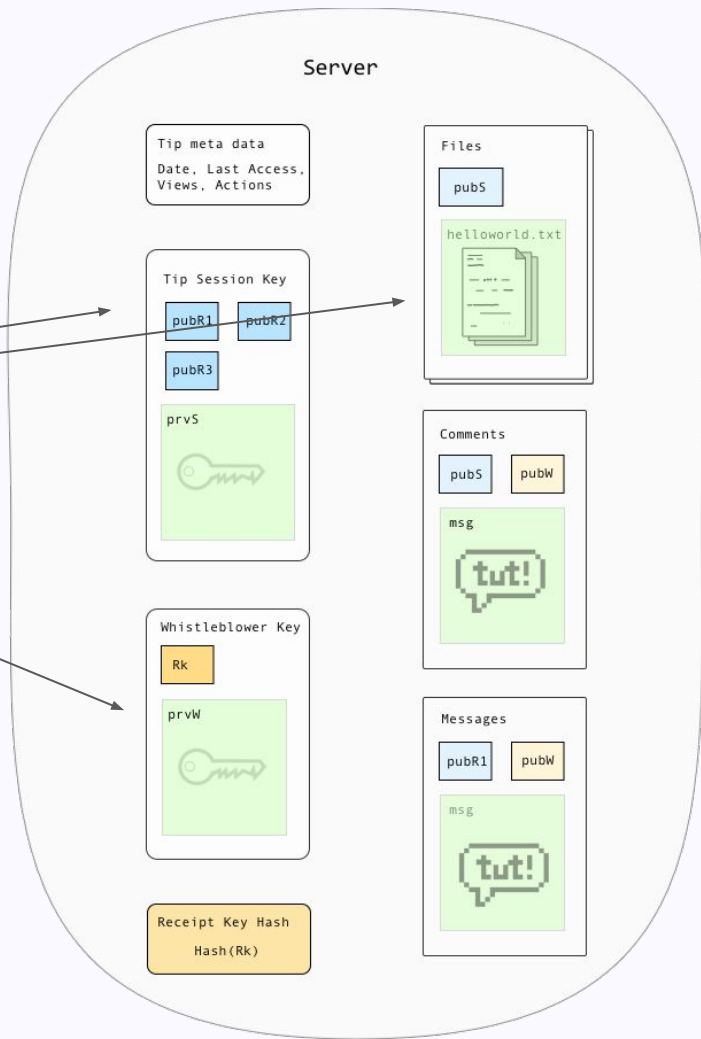 Server
Tip meta data
Date, Last Access,
Views, Actions
Tip Session Key
pubR1
pubR2
pubR3
prvS
Whistleblower Key
Rk
prvW
Receipt Key Hash
Hash(Rk)
Files
pubS
helloworld.txt
Comments
pubS
pubW
msg
tut!
Messages
pubR1
pubW
msg
tut!